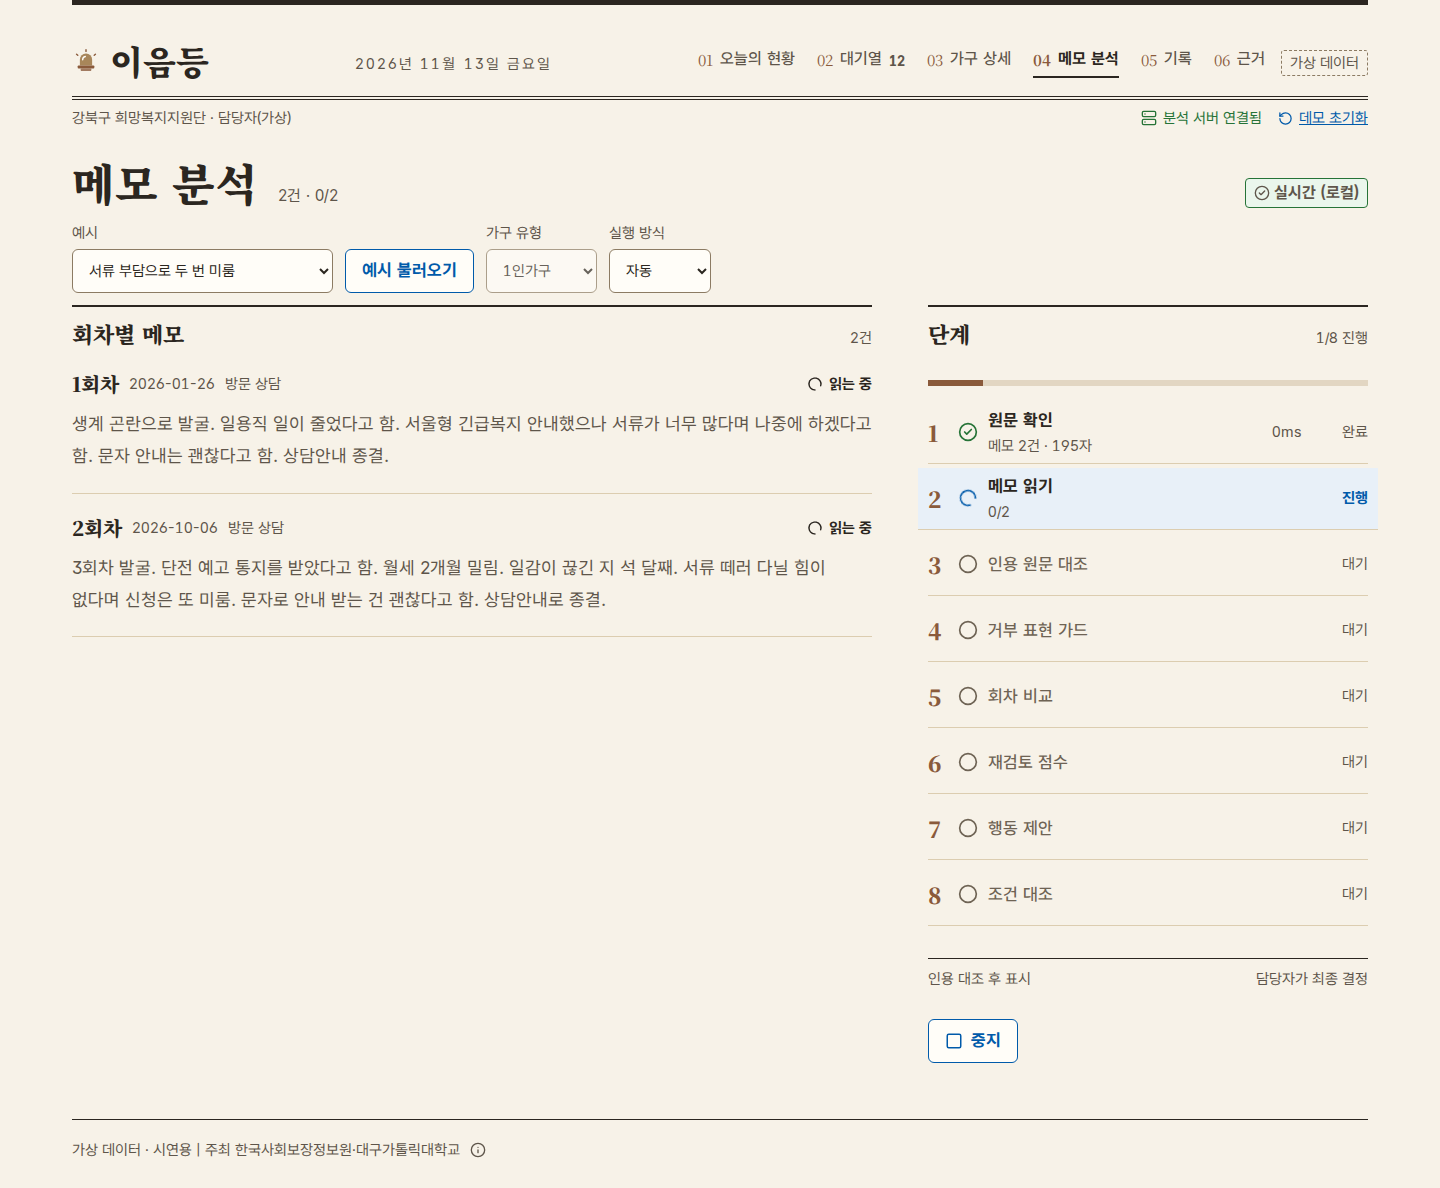 이음등
2026년 11월 13일 금요일
01 오늘의 현황 02 대기열 12 03 가구 상세 04 메모 분석 05 기록 06 근거 가상 데이터
강북구 희망복지지원단 · 담당자(가상)
분석 서버 연결됨 데모 초기화
메모 분석 2건 · 0/2
실시간 (로컬)
예시 가구 유형 실행 방식
서류 부담으로 두 번 미룸 예시 불러오기 1인가구 자동
회차별 메모 2건
1회차 2026-01-26 방문 상담 읽는 중
생계 곤란으로 발굴. 일용직 일이 줄었다고 함. 서울형 긴급복지 안내했으나 서류가 너무 많다며 나중에 하겠다고
함. 문자 안내는 괜찮다고 함. 상담안내 종결.
2회차 2026-10-06 방문 상담 읽는 중
3회차 발굴. 단전 예고 통지를 받았다고 함. 월세 2개월 밀림. 일감이 끊긴 지 석 달째. 서류 떼러 다닐 힘이
없다며 신청은 또 미룸. 문자로 안내 받는 건 괜찮다고 함. 상담안내로 종결.
단계 1/8 진행
1 원문 확인 0ms 완료
메모 2건 · 195자
2 메모 읽기 진행
0/2
3 인용 원문 대조 대기
4 거부 표현 가드 대기
5 회차 비교 대기
6 재검토 점수 대기
7 행동 제안 대기
8 조건 대조 대기
인용 대조 후 표시 담당자가 최종 결정
중지
가상 데이터 · 시연용 | 주최 한국사회보장정보원·대구가톨릭대학교